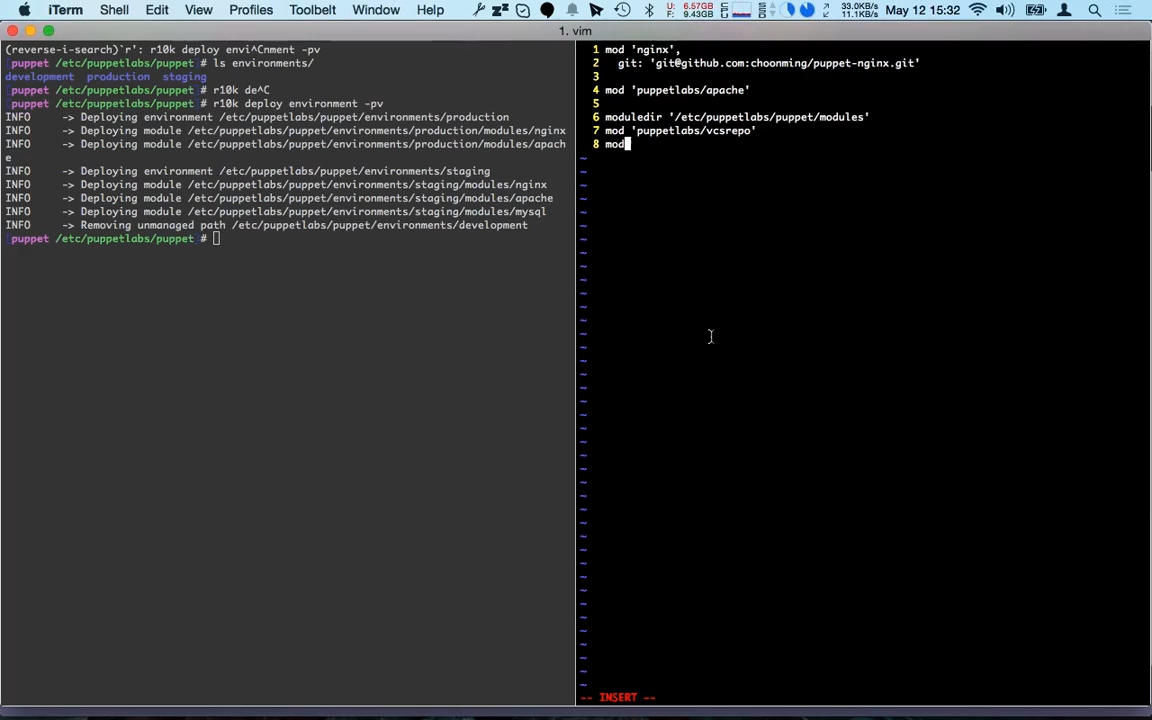 iTerm Shell Edit View Profiles Toolbelt Window Help U: 6.57GB F: 9.43GB 33.0KB/s 11.1KB/s May 12 15:32
1. vim
(reverse-i-search)`r': r10k deploy envi^Cnment -pv
[puppet /etc/puppetlabs/puppet] # ls environments/
development production staging
[puppet /etc/puppetlabs/puppet] # r10k de^C
[puppet /etc/puppetlabs/puppet] # r10k deploy environment -pv
INFO -> Deploying environment /etc/puppetlabs/puppet/environments/production
INFO -> Deploying module /etc/puppetlabs/puppet/environments/production/modules/nginx
INFO -> Deploying module /etc/puppetlabs/puppet/environments/production/modules/apach
e
INFO -> Deploying environment /etc/puppetlabs/puppet/environments/staging
INFO -> Deploying module /etc/puppetlabs/puppet/environments/staging/modules/nginx
INFO -> Deploying module /etc/puppetlabs/puppet/environments/staging/modules/apache
INFO -> Deploying module /etc/puppetlabs/puppet/environments/staging/modules/mysql
INFO -> Removing unmanaged path /etc/puppetlabs/puppet/environments/development
[puppet /etc/puppetlabs/puppet] #
1 mod 'nginx',
2 git: 'git@github.com:choonming/puppet-nginx.git'
3
4 mod 'puppetlabs/apache'
5
6 moduledir '/etc/puppetlabs/puppet/modules'
7 mod 'puppetlabs/vcsrepo'
8 mod
-- INSERT --